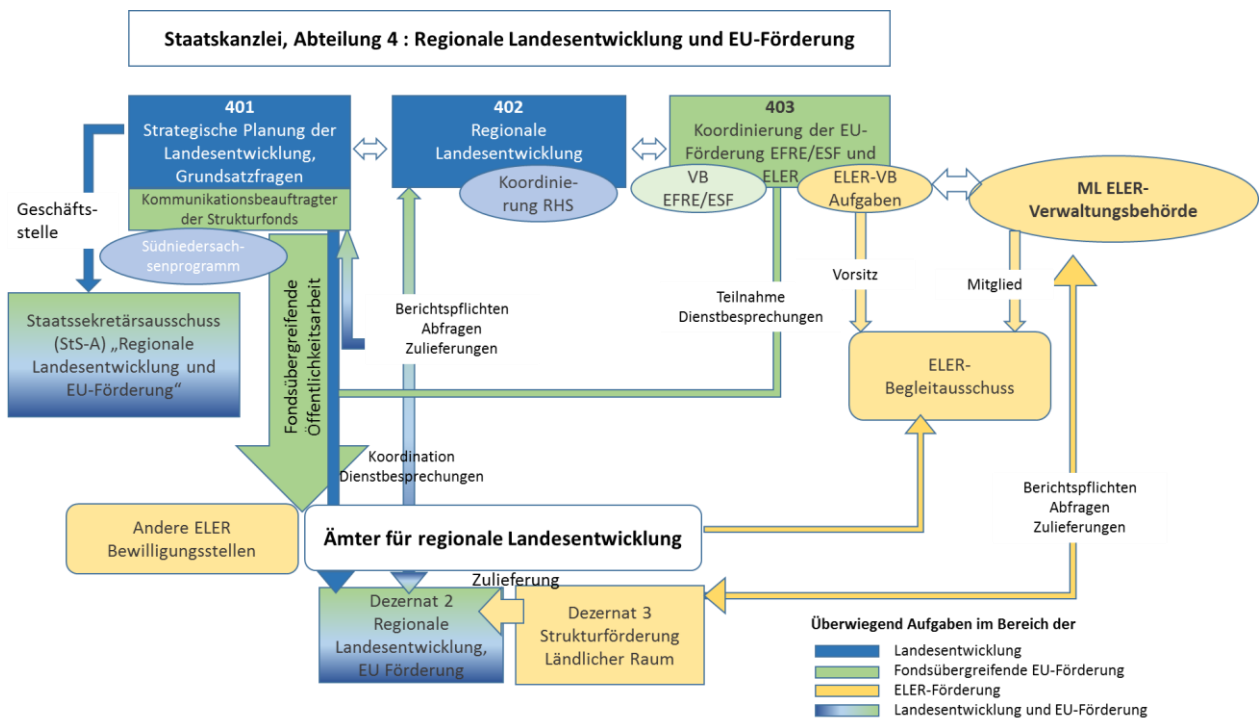 Staatskanzlei, Abteilung 4 : Regionale Landesentwicklung und EU-Förderung
401
Strategische Planung der
Landesentwicklung,
Grundsatzfragen
Kommunikationsbeauftragter
der Strukturfonds
Südniedersach-
senprogramm
402
Regionale
Landesentwicklung
Koordinie-
rung RHS
403
Koordinierung der EU-
Förderung EFRE/ESF und
ELER
VB
EFRE/ESF
ELER-VB
Aufgaben
ML ELER-
Verwaltungsbehörde
Geschäfts-
stelle
Staatssekretärsausschuss
(StS-A) „Regionale
Landesentwicklung und
EU-Förderung“
Fondsübergreifende
Öffentlichkeitsarbeit
Berichtspflichten
Abfragen
Zulieferungen
Teilnahme
Dienstbesprechungen
Vorsitz
Mitglied
ELER-
Begleitausschuss
Koordination
Dienstbesprechungen
Berichtspflichten
Abfragen
Zulieferungen
Andere ELER
Bewilligungsstellen
Ämter für regionale Landesentwicklung
Zulieferung
Dezernat 2
Regionale
Landesentwicklung,
EU Förderung
Dezernat 3
Strukturförderung
Ländlicher Raum
Überwiegend Aufgaben im Bereich der
Landesentwicklung
Fondsübergreifende EU-Förderung
ELER-Förderung
Landesentwicklung und EU-Förderung